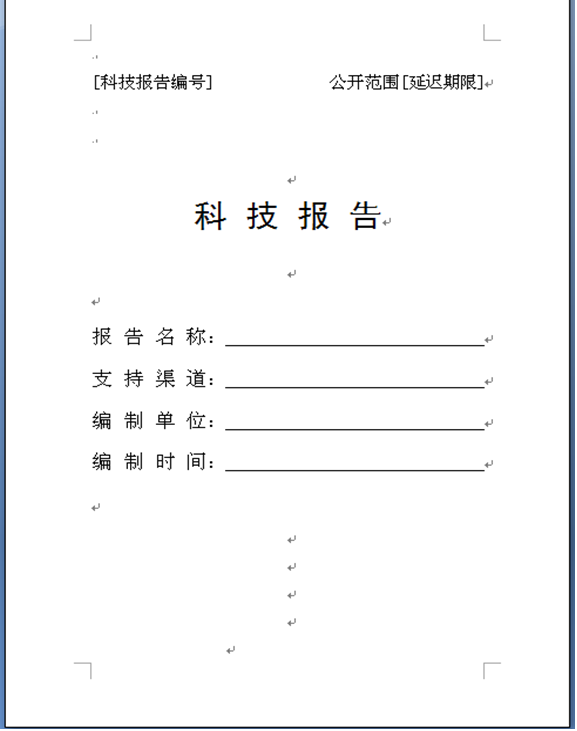 [科技报告编号] 公开范围[延迟期限]
科 技 报 告
报 告 名 称:
支 持 渠 道:
编 制 单 位:
编 制 时 间: